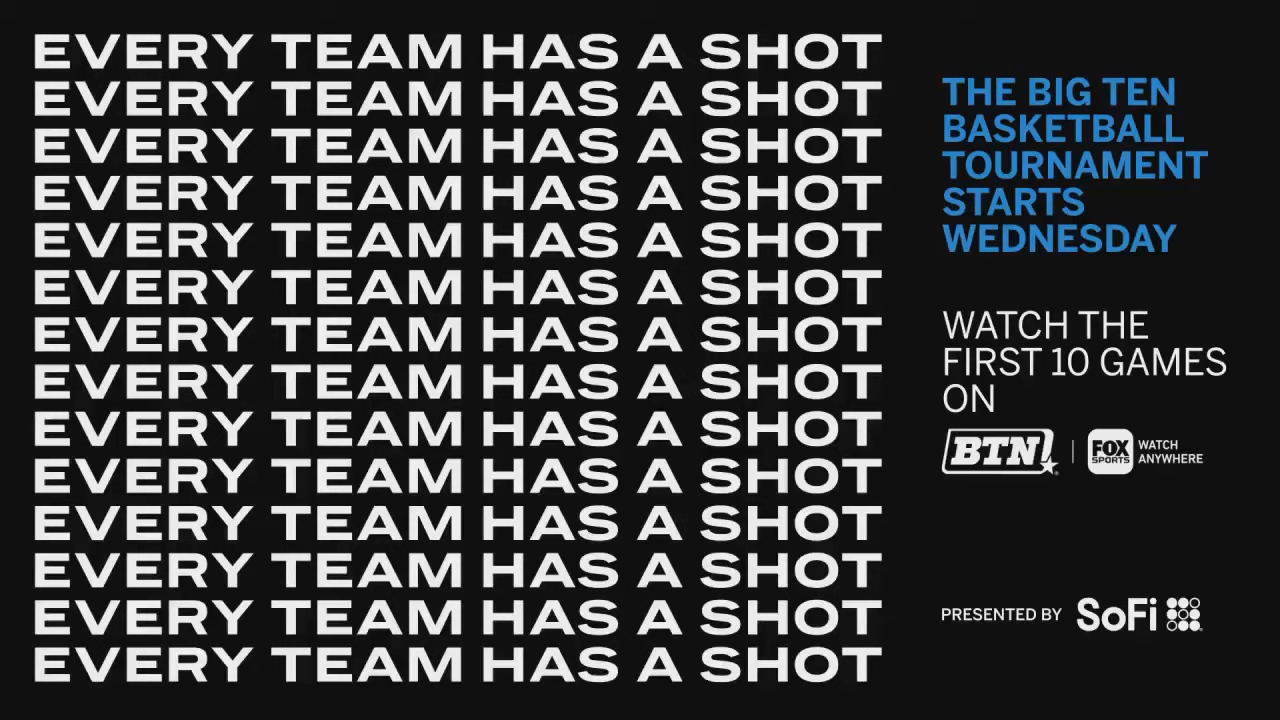 EVERY TEAM HAS A SHOT
EVERY TEAM HAS A SHOT
EVERY TEAM HAS A SHOT
EVERY TEAM HAS A SHOT
EVERY TEAM HAS A SHOT
EVERY TEAM HAS A SHOT
EVERY TEAM HAS A SHOT
EVERY TEAM HAS A SHOT
EVERY TEAM HAS A SHOT
EVERY TEAM HAS A SHOT
EVERY TEAM HAS A SHOT
EVERY TEAM HAS A SHOT
EVERY TEAM HAS A SHOT
EVERY TEAM HAS A SHOT
THE BIG TEN
BASKETBALL
TOURNAMENT
STARTS
WEDNESDAY
WATCH THE
FIRST 10 GAMES
ON
BTN
FOX
SPORTS
WATCH
ANYWHERE
PRESENTED BY SoFi